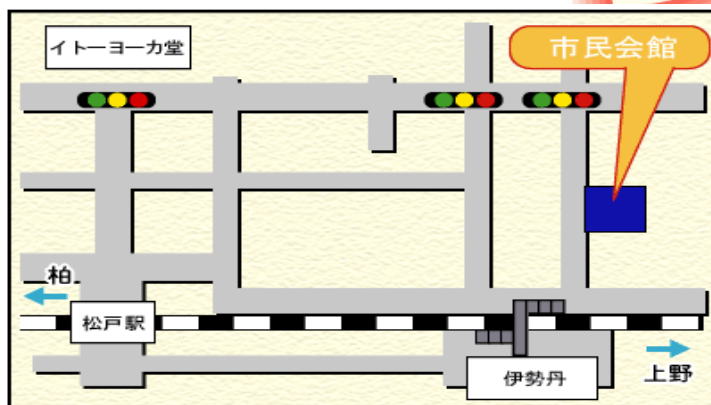 イトーヨーカ堂
市民会館
柏
松戸駅
伊勢丹
上野